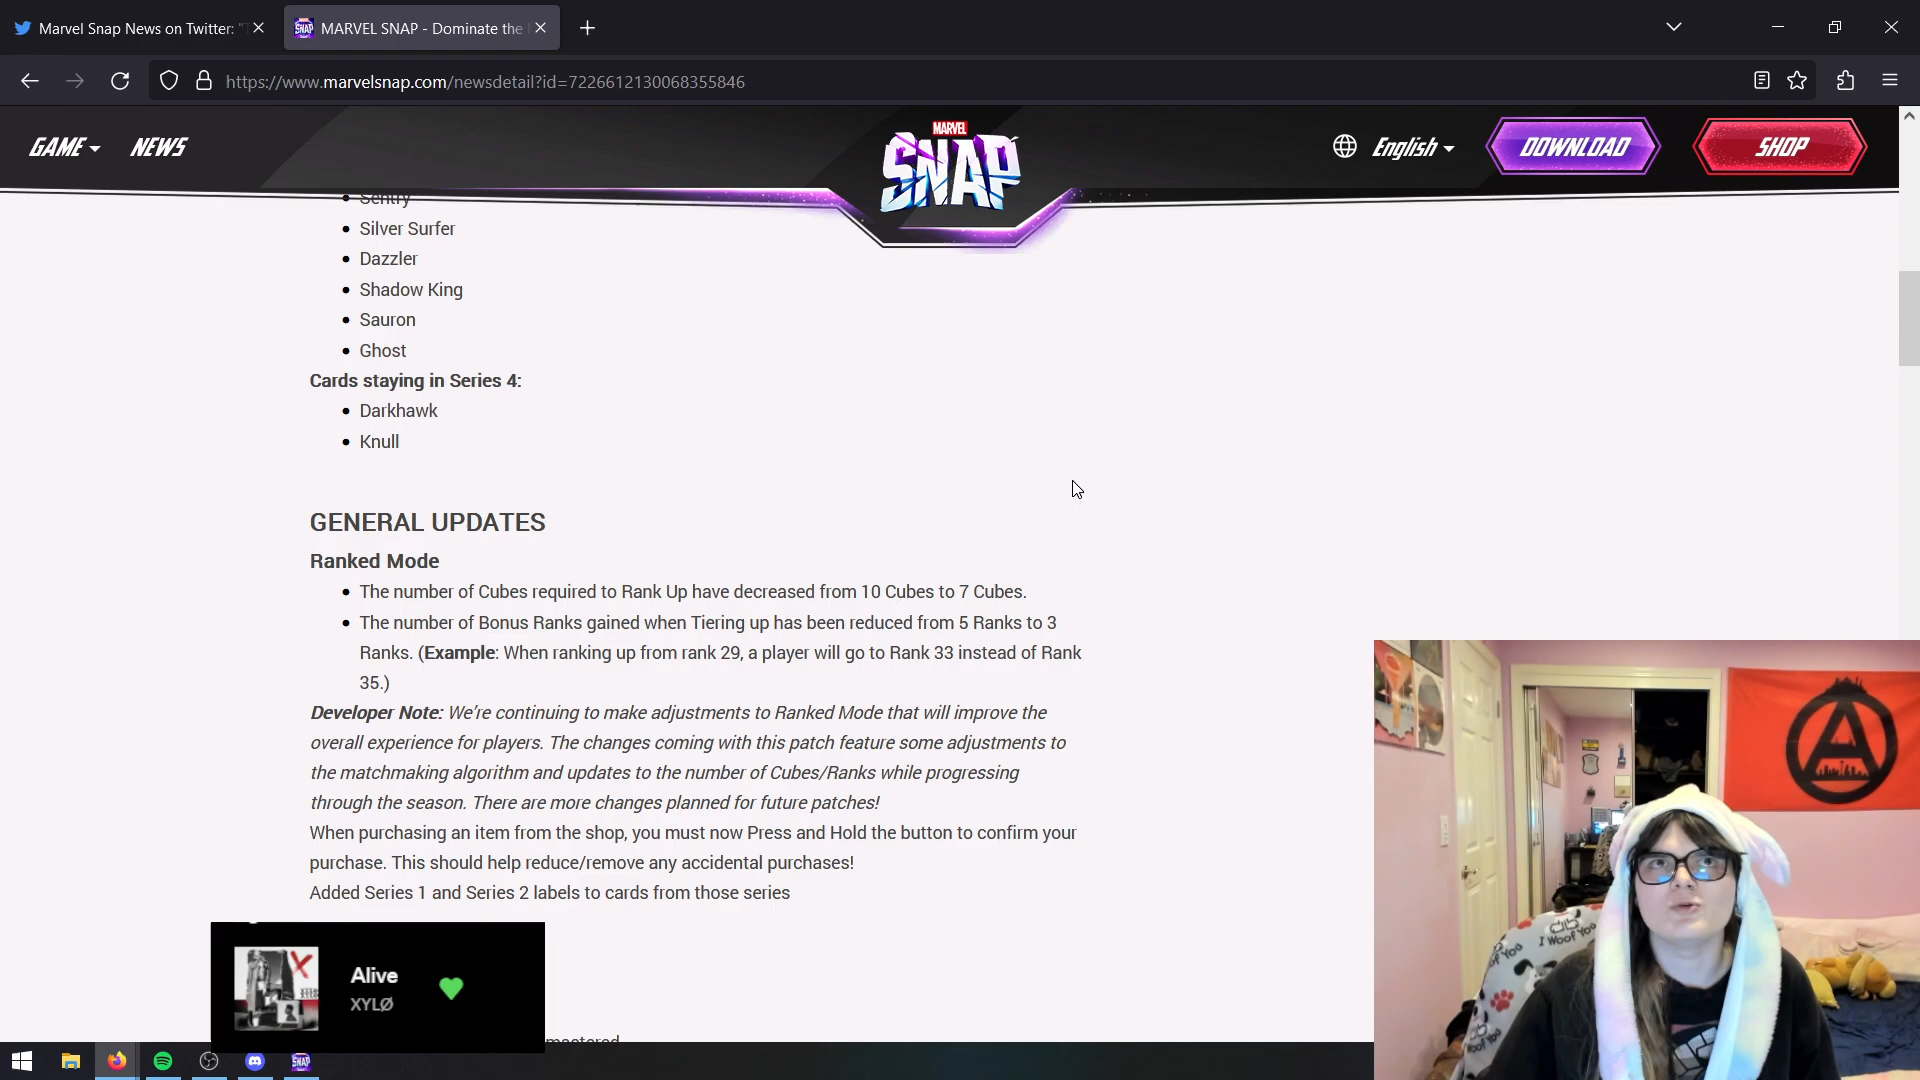 Marvel Snap News on Twitter: "T
MARVEL SNAP - Dominate the
https://www.marvelsnap.com/newsdetail?id=7226612130068355846
GAME
NEWS
MARVEL
SNAP
English
DOWNLOAD
SHOP
Sentry
Silver Surfer
Dazzler
Shadow King
Sauron
Ghost
Cards staying in Series 4:
Darkhawk
Knull
GENERAL UPDATES
Ranked Mode
The number of Cubes required to Rank Up have decreased from 10 Cubes to 7 Cubes.
The number of Bonus Ranks gained when Tiering up has been reduced from 5 Ranks to 3
Ranks. (Example: When ranking up from rank 29, a player will go to Rank 33 instead of Rank
35.)
Developer Note: We're continuing to make adjustments to Ranked Mode that will improve the
overall experience for players. The changes coming with this patch feature some adjustments to
the matchmaking algorithm and updates to the number of Cubes/Ranks while progressing
through the season. There are more changes planned for future patches!
When purchasing an item from the shop, you must now Press and Hold the button to confirm your
purchase. This should help reduce/remove any accidental purchases!
Added Series 1 and Series 2 labels to cards from those series
Alive
XYLØ
I Woof You